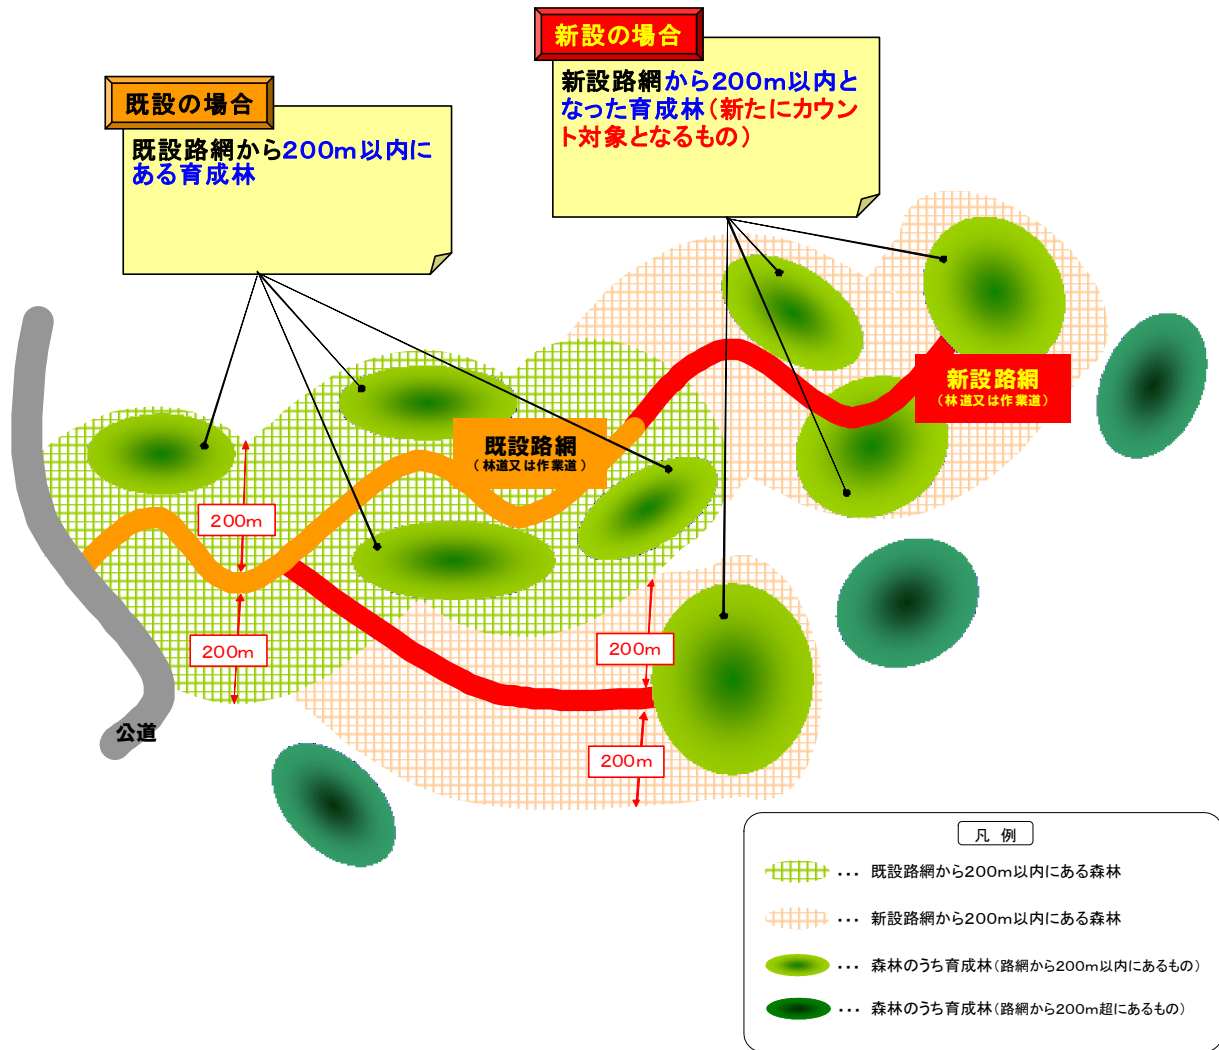 新設の場合
新設路網から200m以内と
なった育成林(新たにカウン
ト対象となるもの)
既設の場合
既設路網から200m以内に
ある育成林
新設路網
(林道又は作業道)
既設路網
(林道又は作業道)
200m
200m
200m
200m
公道
凡 例
… 既設路網から200m以内にある森林
… 新設路網から200m以内にある森林
… 森林のうち育成林(路網から200m以内にあるもの)
… 森林のうち育成林(路網から200m超にあるもの)